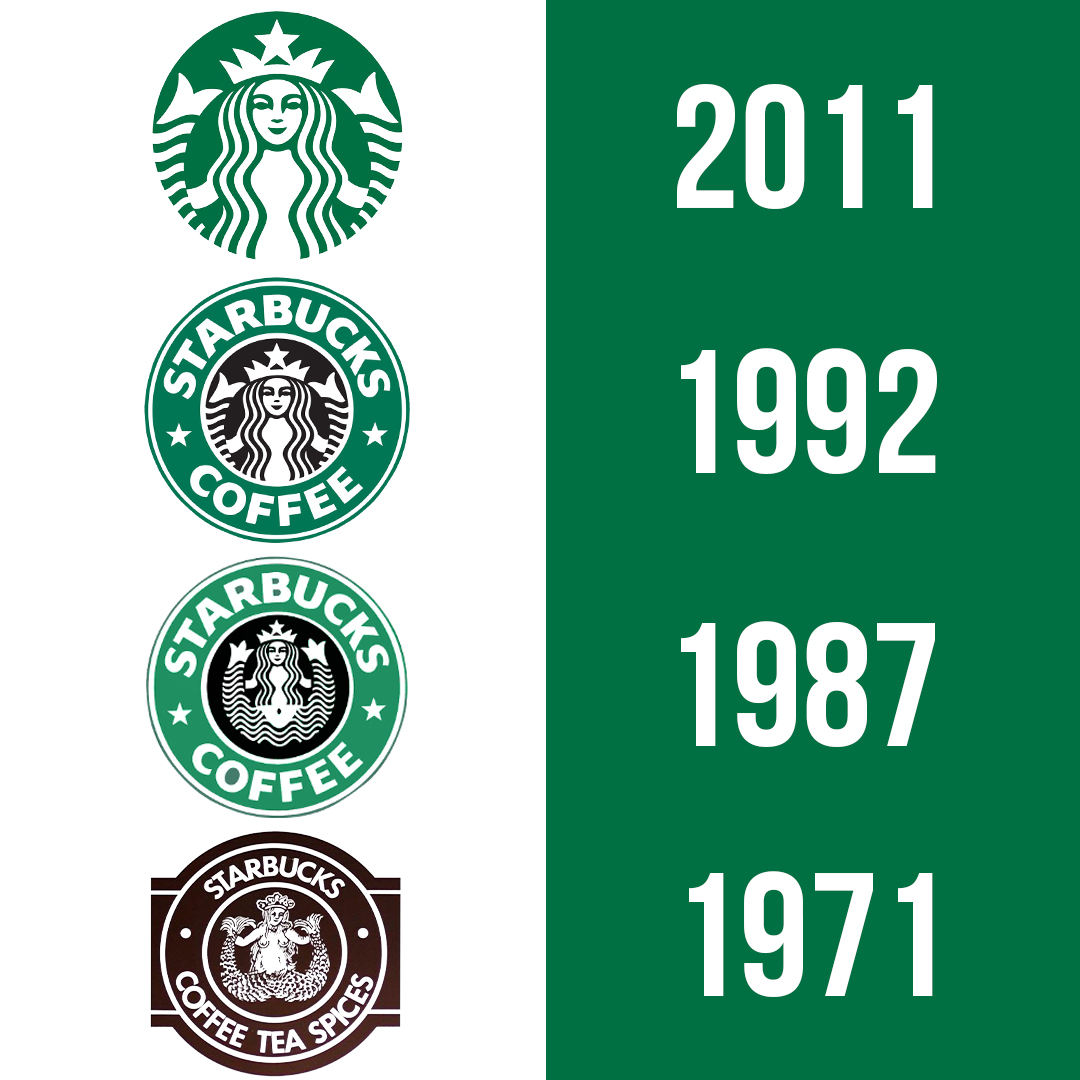 2011
STARBUCKS
COFFEE
1992
STARBUCKS
COFFEE
1987
STARBUCKS
COFFEE TEA SPICES
1971